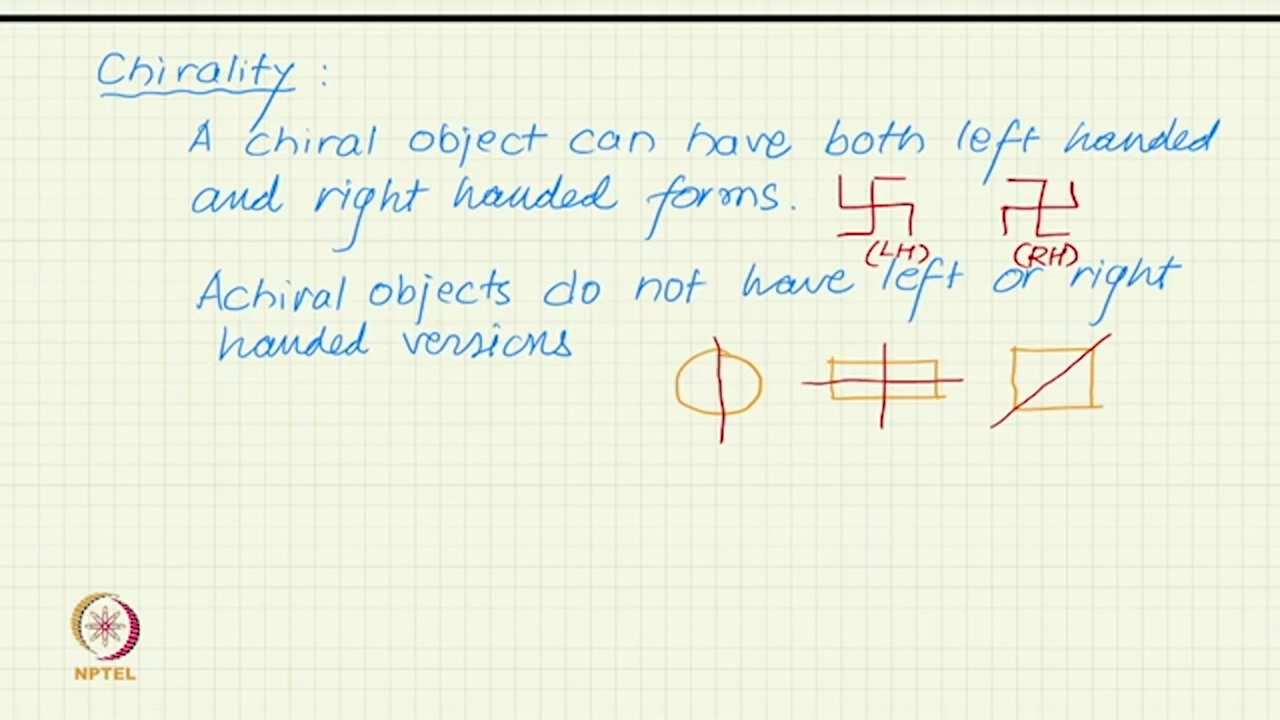 Chirality :
A chiral object can have both left handed
and right handed forms.
(LH) (RH)
Achiral objects do not have left or right
handed versions
NPTEL